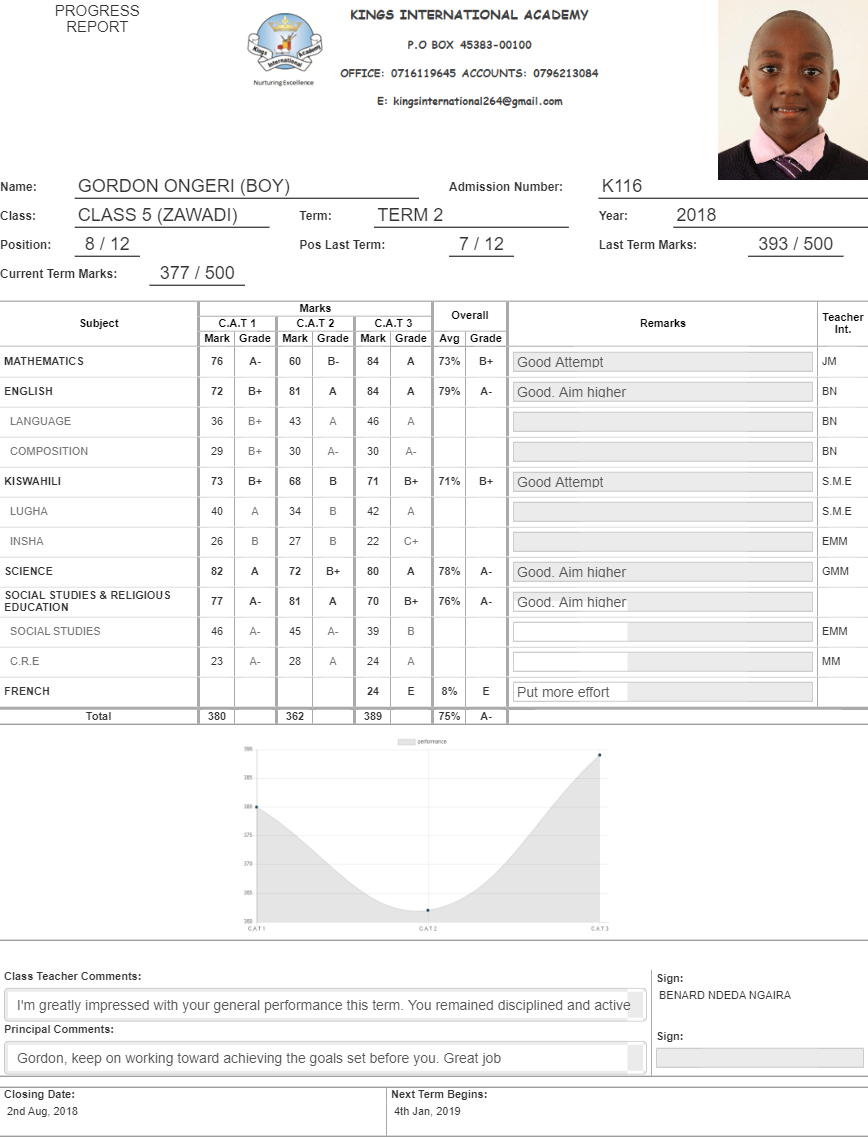 PROGRESS
REPORT
KINGS INTERNATIONAL ACADEMY
P.O BOX 45383-00100
OFFICE: 0716119645 ACCOUNTS: 0796213084
E: kingsinternational264@gmail.com
Kings International Academy
Nurturing Excellence
Name: GORDON ONGERI (BOY) Admission Number: K116
Class: CLASS 5 (ZAWADI) Term: TERM 2 Year: 2018
Position: 8 / 12 Pos Last Term: 7 / 12 Last Term Marks: 393 / 500
Current Term Marks: 377 / 500
Subject Marks Overall Remarks Teacher Int.
C.A.T 1 C.A.T 2 C.A.T 3
Mark Grade Mark Grade Mark Grade Avg Grade
MATHEMATICS 76 A- 60 B- 84 A 73% B+ Good Attempt JM
ENGLISH 72 B+ 81 A 84 A 79% A- Good. Aim higher BN
LANGUAGE 36 B+ 43 A 46 A BN
COMPOSITION 29 B+ 30 A- 30 A- BN
KISWAHILI 73 B+ 68 B 71 B+ 71% B+ Good Attempt S.M.E
LUGHA 40 A 34 B 42 A S.M.E
INSHA 26 B 27 B 22 C+ EMM
SCIENCE 82 A 72 B+ 80 A 78% A- Good. Aim higher GMM
SOCIAL STUDIES & RELIGIOUS
EDUCATION 77 A- 81 A 70 B+ 76% A- Good. Aim higher
SOCIAL STUDIES 46 A- 45 A- 39 B EMM
C.R.E 23 A- 28 A 24 A MM
FRENCH 24 E 8% E Put more effort
Total 380 362 389 75% A-
performance
390
385
380
375
370
365
360
CAT1 CAT2 CAT3
Class Teacher Comments: Sign:
I'm greatly impressed with your general performance this term. You remained disciplined and active BENARD NDEDA NGAIRA
Principal Comments: Sign:
Gordon, keep on working toward achieving the goals set before you. Great job
Closing Date: Next Term Begins:
2nd Aug, 2018 4th Jan, 2019